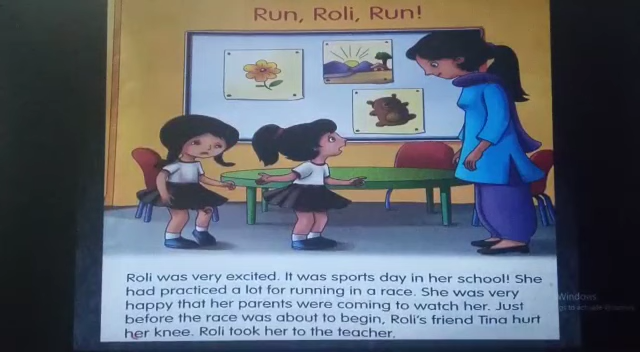 Run, Roli, Run!
Roli was very excited. It was sports day in her school! She
had practiced a lot for running in a race. She was very
happy that her parents were coming to watch her. Just
before the race was about to begin, Roli's friend Tina hurt
her knee. Roli took her to the teacher.
Windows